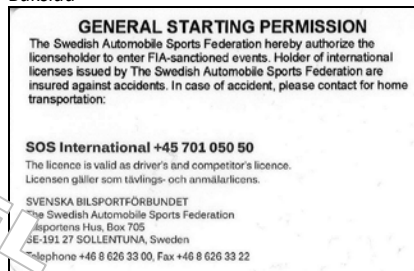 Baksida
GENERAL STARTING PERMISSION
The Swedish Automobile Sports Federation hereby authorize the
licenseholder to enter FIA-sanctioned events. Holder of international
licenses issued by The Swedish Automobile Sports Federation are
insured against accidents. In case of accident, please contact for home
transportation:
SOS International +45 701 050 50
The licence is valid as driver's and competitor's licence.
Licensen gäller som tävlings- och anmälarlicens.
SVENSKA BILSPORTFÖRBUNDET
The Swedish Automobile Sports Federation
Bilsportens Hus, Box 705
SE-191 27 SOLLENTUNA, Sweden
Telephone +46 8 626 33 00, Fax +46 8 626 33 22